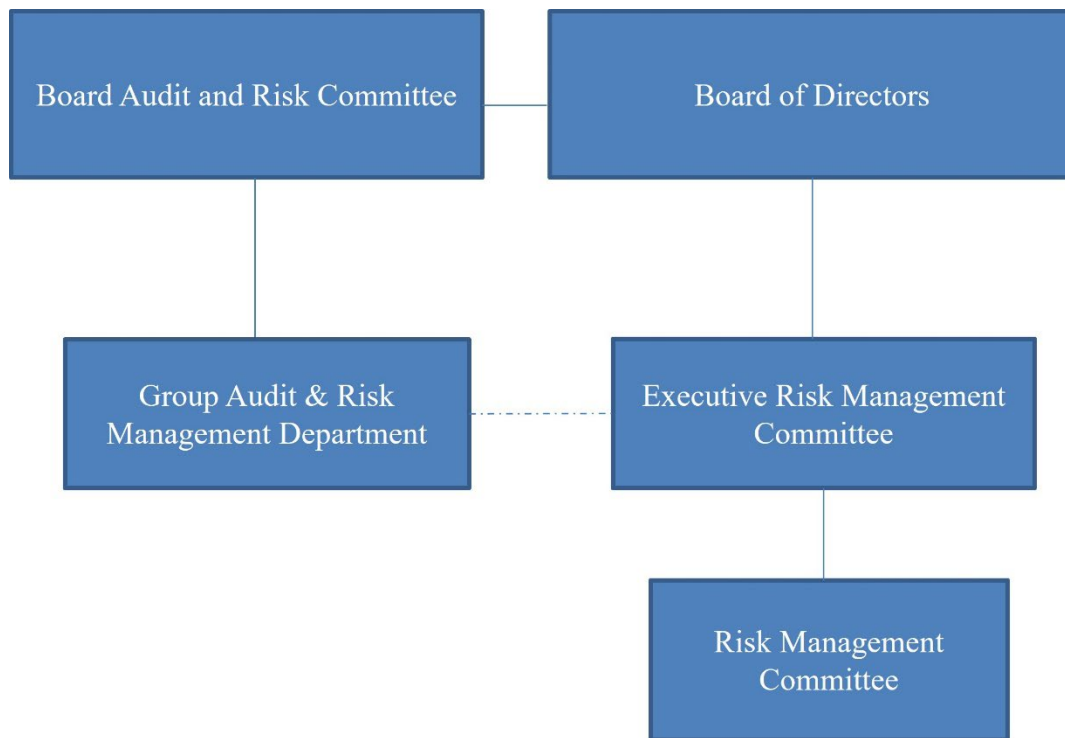 Board Audit and Risk Committee
Board of Directors
Group Audit & Risk
Management Department
Executive Risk Management
Committee
Risk Management
Committee